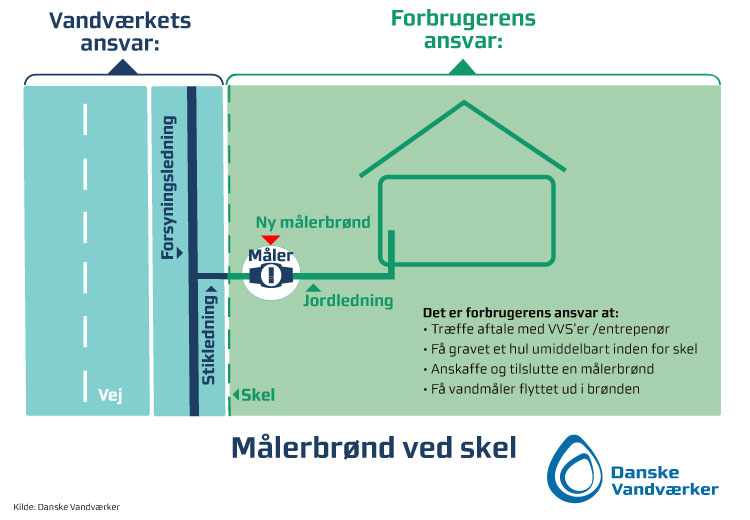 Vandværkets
ansvar:
Forbrugerens
ansvar:
Forsyningsledning
Ny målerbrønd
Måler
Jordledning
Stikledning
Det er forbrugerens ansvar at:
• Træffe aftale med VVS'er /entrepenør
• Få gravet et hul umiddelbart inden for skel
• Anskaffe og tilslutte en målerbrønd
• Få vandmåler flyttet ud i brønden
Vej
Skel
Målerbrønd ved skel
Danske
Vandværker
Kilde: Danske Vandværker